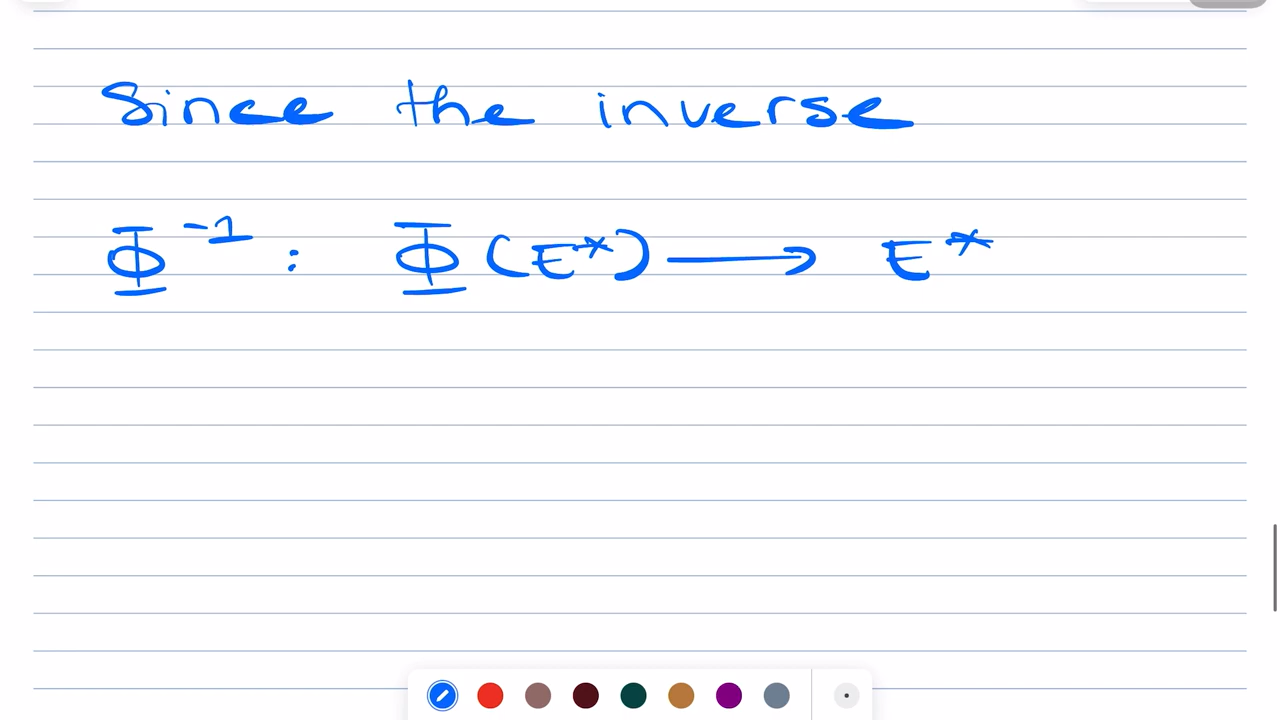 Since the inverse
Φ⁻¹ : Φ(E*) ⟶ E*